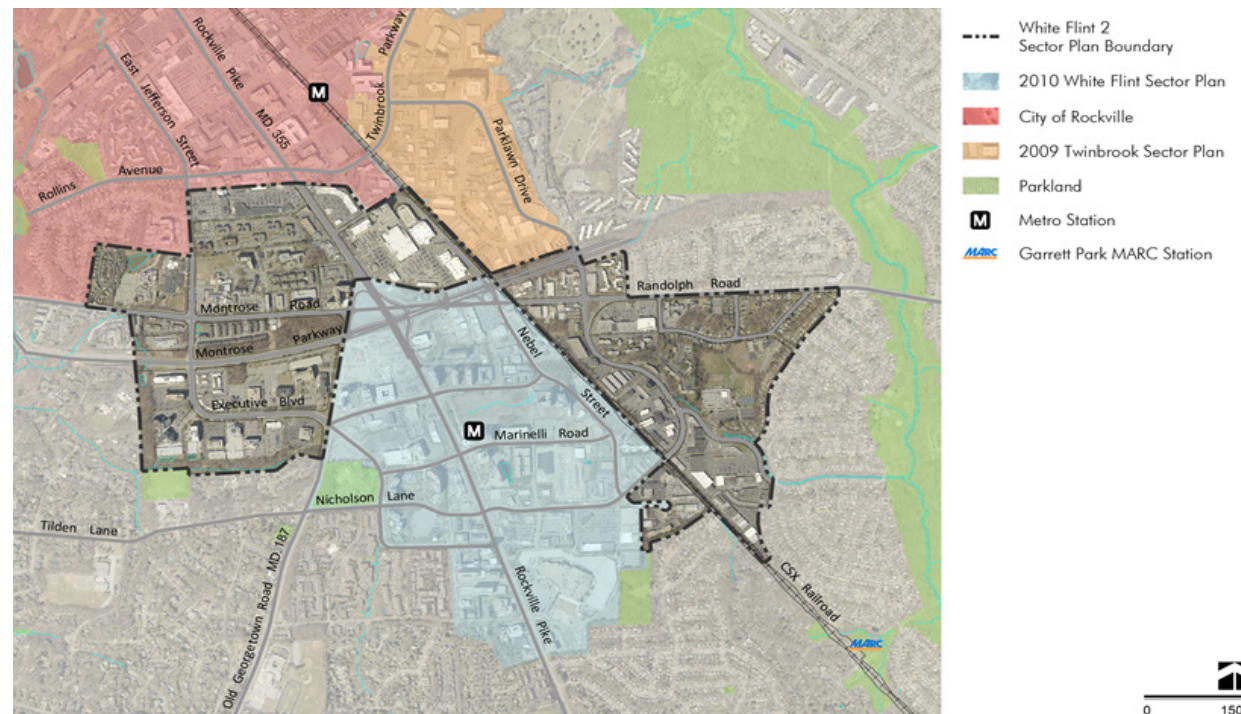 Rockville
Pike
MD. 355
East
Jefferson
Street
Parkway
Twinbrook
M
Parklawn Drive
Rollins
Avenue
Montrose Road
Randolph Road
Montrose Parkway
Nebel
Street
Executive Blvd
M
Marinelli Road
Nicholson Lane
Tilden Lane
Old Georgetown Road MD. 187
Rockville Pike
CSX Railroad
MARC
White Flint 2
Sector Plan Boundary
2010 White Flint Sector Plan
City of Rockville
2009 Twinbrook Sector Plan
Parkland
M
Metro Station
MARC
Garrett Park MARC Station
0
150